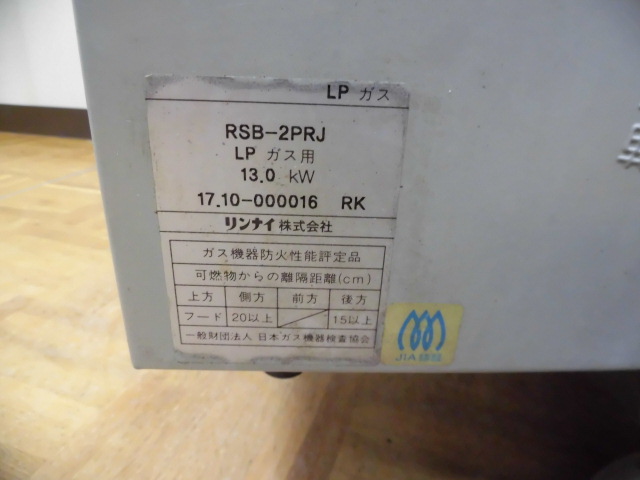 LP ガス
RSB-2PRJ
LP ガス用
13.0 kW
17.10-000016 RK
リンナイ株式会社
ガス機器防火性能評定品
可燃物からの離隔距離(cm)
上方 側方 前方 後方
フード 20以上 15以上
一般財団法人 日本ガス機器検査協会
JIA